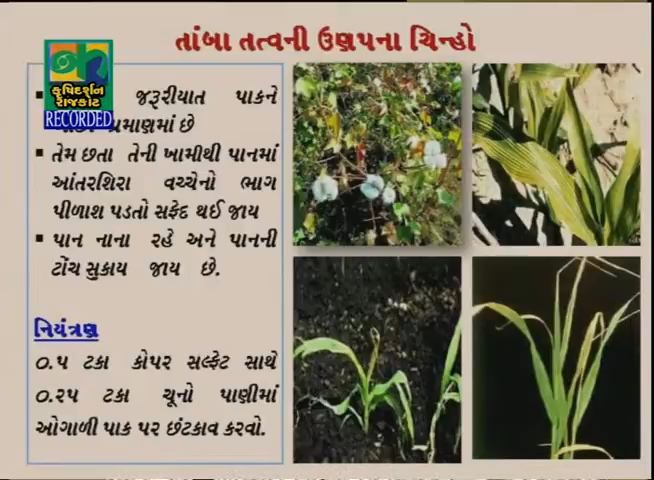 તાંબા તત્વની ઉણપના ચિન્હો
કૃષિદર્શન
રાજકોટ
RECORDED
જરૂરીયાત પાકને
પ્રમાણમાં છે
▪ તેમ છતા તેની ખામીથી પાનમાં
આંતરશિરા વચ્ચેનો ભાગ
પીળાશ પડતો સફેદ થઈ જાય
▪ પાન નાના રહે અને પાનની
ટોંચ સુકાય જાય છે.
નિયંત્રણ
૦.૫ ટકા કોપર સલ્ફેટ સાથે
૦.૨૫ ટકા ચૂનો પાણીમાં
ઓગાળી પાક પર છંટકાવ કરવો.